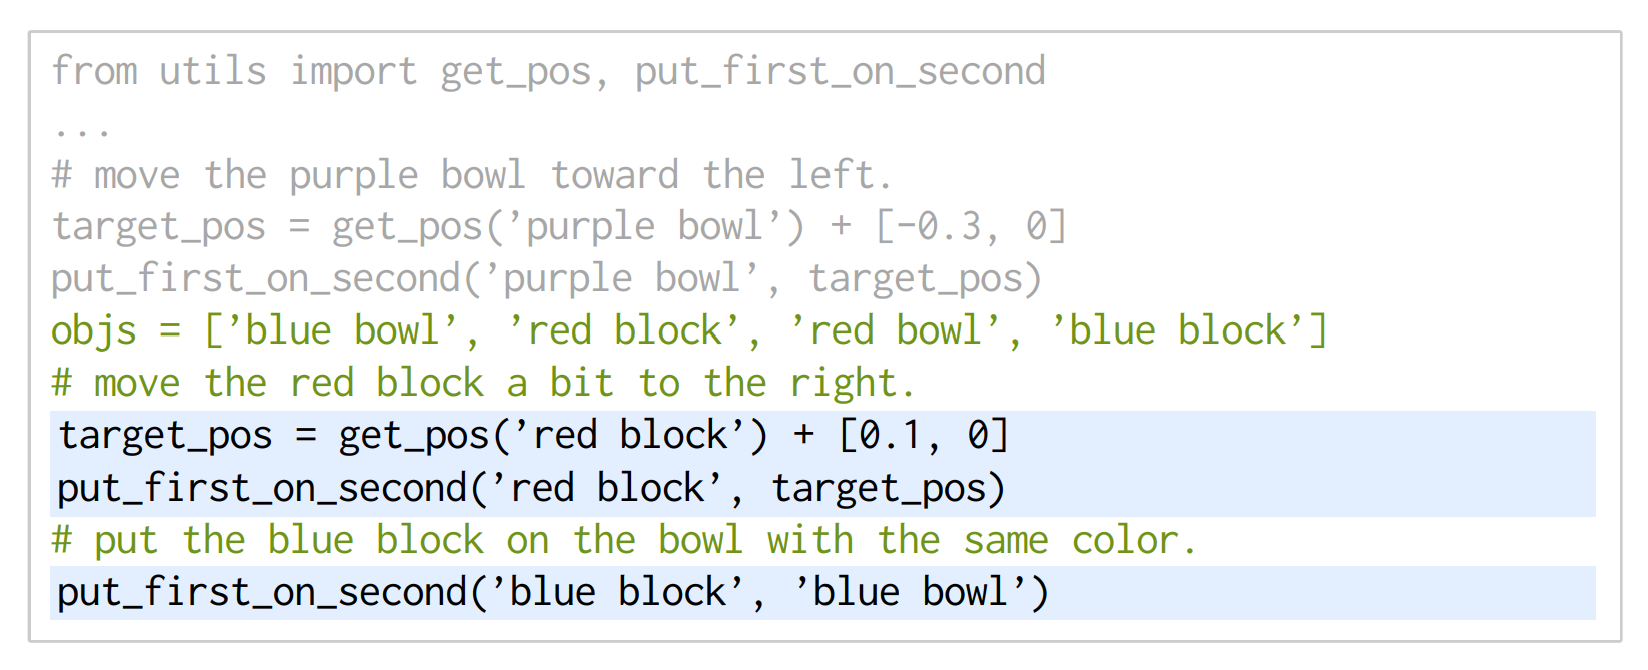 from utils import get_pos, put_first_on_second
...
# move the purple bowl toward the left.
target_pos = get_pos(’purple bowl’) + [-0.3, 0]
put_first_on_second(’purple bowl’, target_pos)
objs = [’blue bowl’, ’red block’, ’red bowl’, ’blue block’]
# move the red block a bit to the right.
target_pos = get_pos(’red block’) + [0.1, 0]
put_first_on_second(’red block’, target_pos)
# put the blue block on the bowl with the same color.
put_first_on_second(’blue block’, ’blue bowl’)